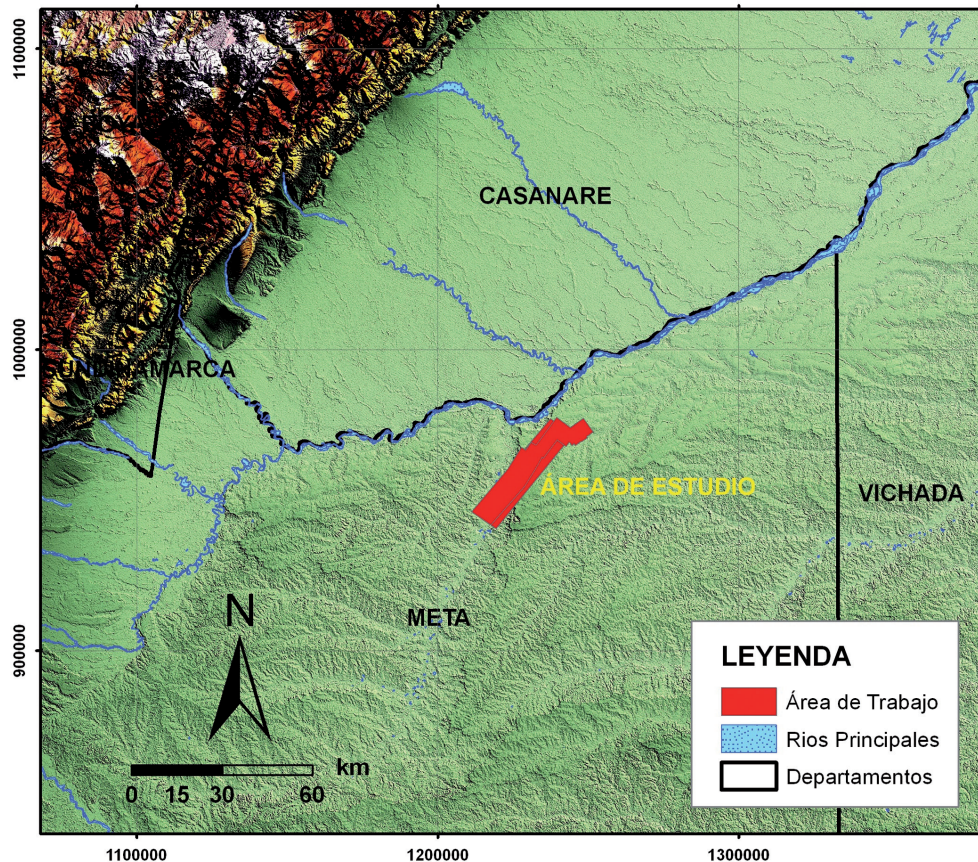 1100000
CASANARE
1000000
CUNDINAMARCA
ÁREA DE ESTUDIO
VICHADA
META
N
900000
km
0 15 30 60
LEYENDA
Área de Trabajo
Rios Principales
Departamentos
1100000 1200000 1300000